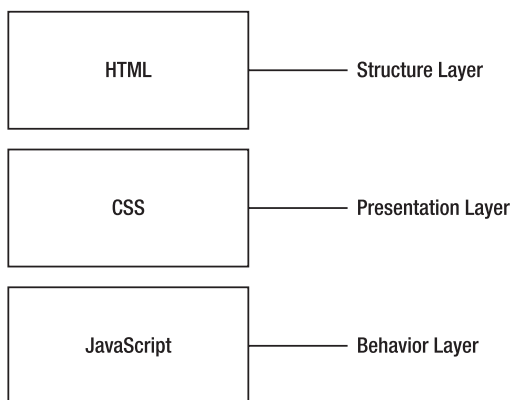 HTML
Structure Layer
CSS
Presentation Layer
JavaScript
Behavior Layer